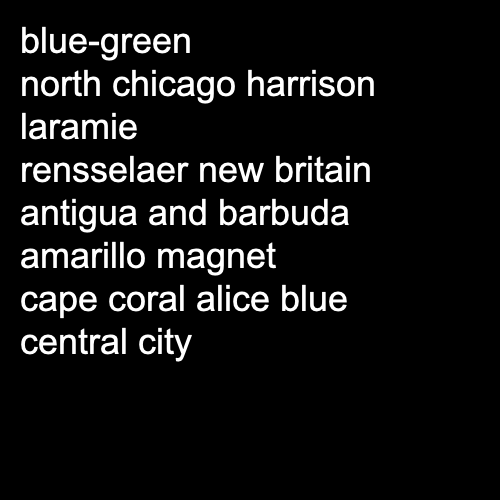 blue-green
north chicago harrison
laramie
rensselaer new britain
antigua and barbuda
amarillo magnet
cape coral alice blue
central city